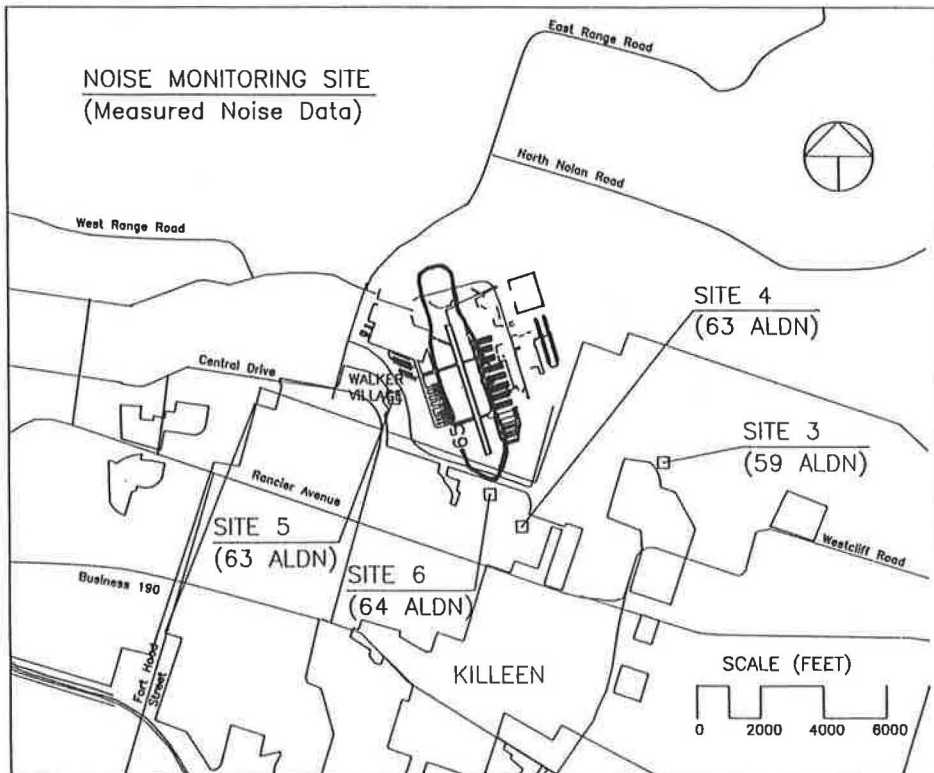 East Range Road
NOISE MONITORING SITE
(Measured Noise Data)
North Nolan Road
West Range Road
SITE 4
(63 ALDN)
Central Drive
WALKER
VILLAGE
65
SITE 3
(59 ALDN)
Rancier Avenue
SITE 5
(63 ALDN)
Westcliff Road
Business 190
SITE 6
(64 ALDN)
Fort Hood
Street
KILLEEN
SCALE (FEET)
0 2000 4000 6000